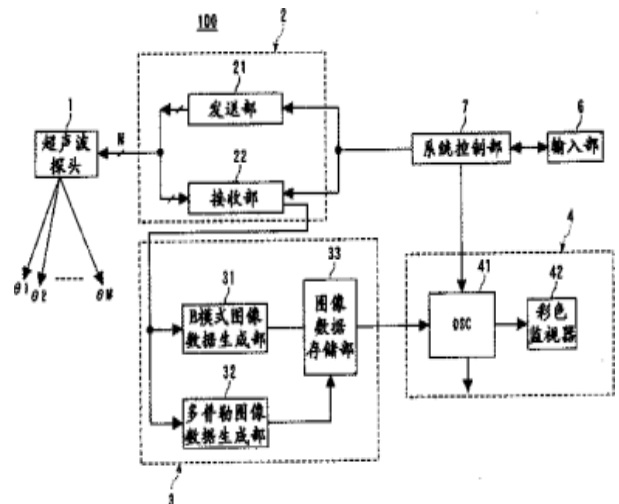 100
2
21
发送部
1
超声波
探头
N
22
接收部
7
系统控制部
6
输入部
θ1
θ2
θM
31
B模式图像
数据生成部
33
图像
数据
存储部
32
多普勒图像
数据生成部
3
4
41
DSC
42
彩色
监视器